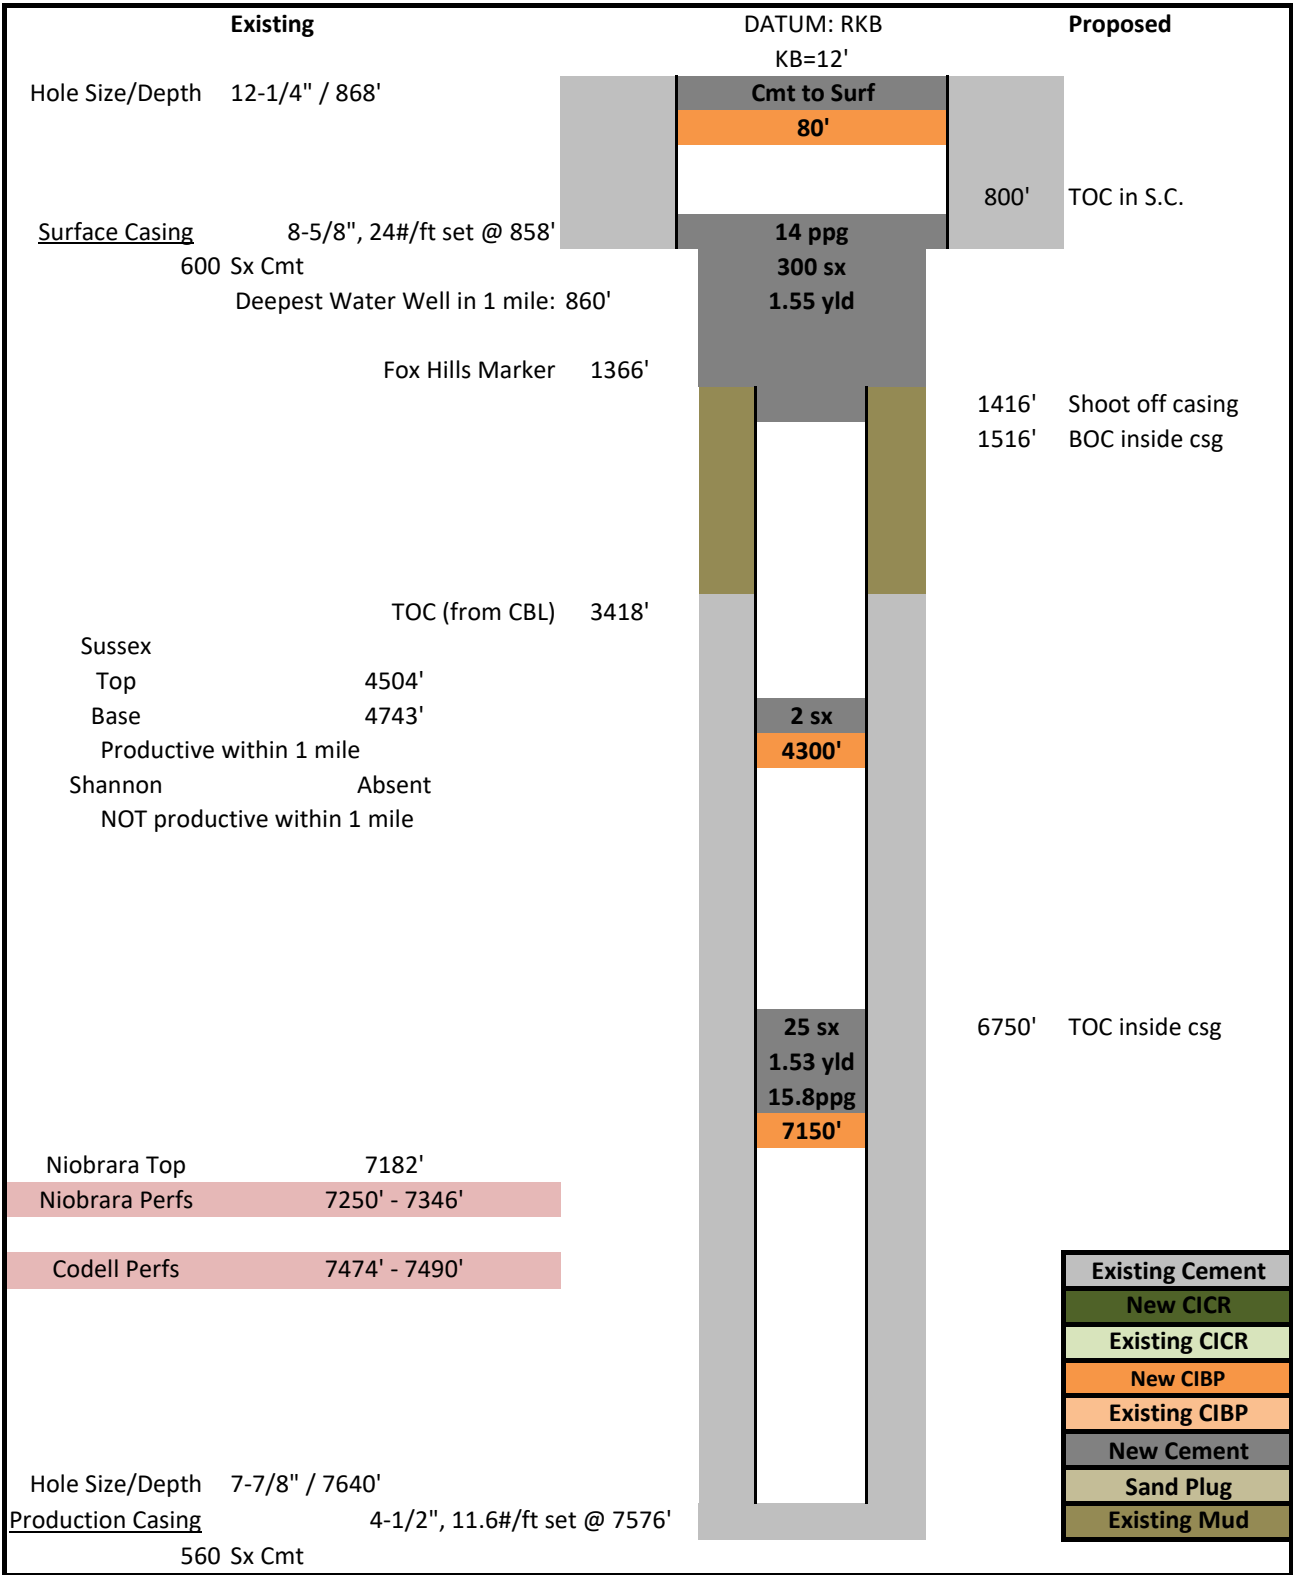 Existing DATUM: RKB Proposed
KB=12'
Hole Size/Depth 12-1/4" / 868' Cmt to Surf
80'
800' TOC in S.C.
Surface Casing 8-5/8", 24#/ft set @ 858' 14 ppg
600 Sx Cmt 300 sx
Deepest Water Well in 1 mile: 860' 1.55 yld
Fox Hills Marker 1366'
1416' Shoot off casing
1516' BOC inside csg
TOC (from CBL) 3418'
Sussex
Top 4504'
Base 4743' 2 sx
Productive within 1 mile 4300'
Shannon Absent
NOT productive within 1 mile
25 sx 6750' TOC inside csg
1.53 yld
15.8ppg
7150'
Niobrara Top 7182'
Niobrara Perfs 7250' - 7346'
Codell Perfs 7474' - 7490' Existing Cement
New CICR
Existing CICR
New CIBP
Existing CIBP
New Cement
Hole Size/Depth 7-7/8" / 7640' Sand Plug
Production Casing 4-1/2", 11.6#/ft set @ 7576' Existing Mud
560 Sx Cmt